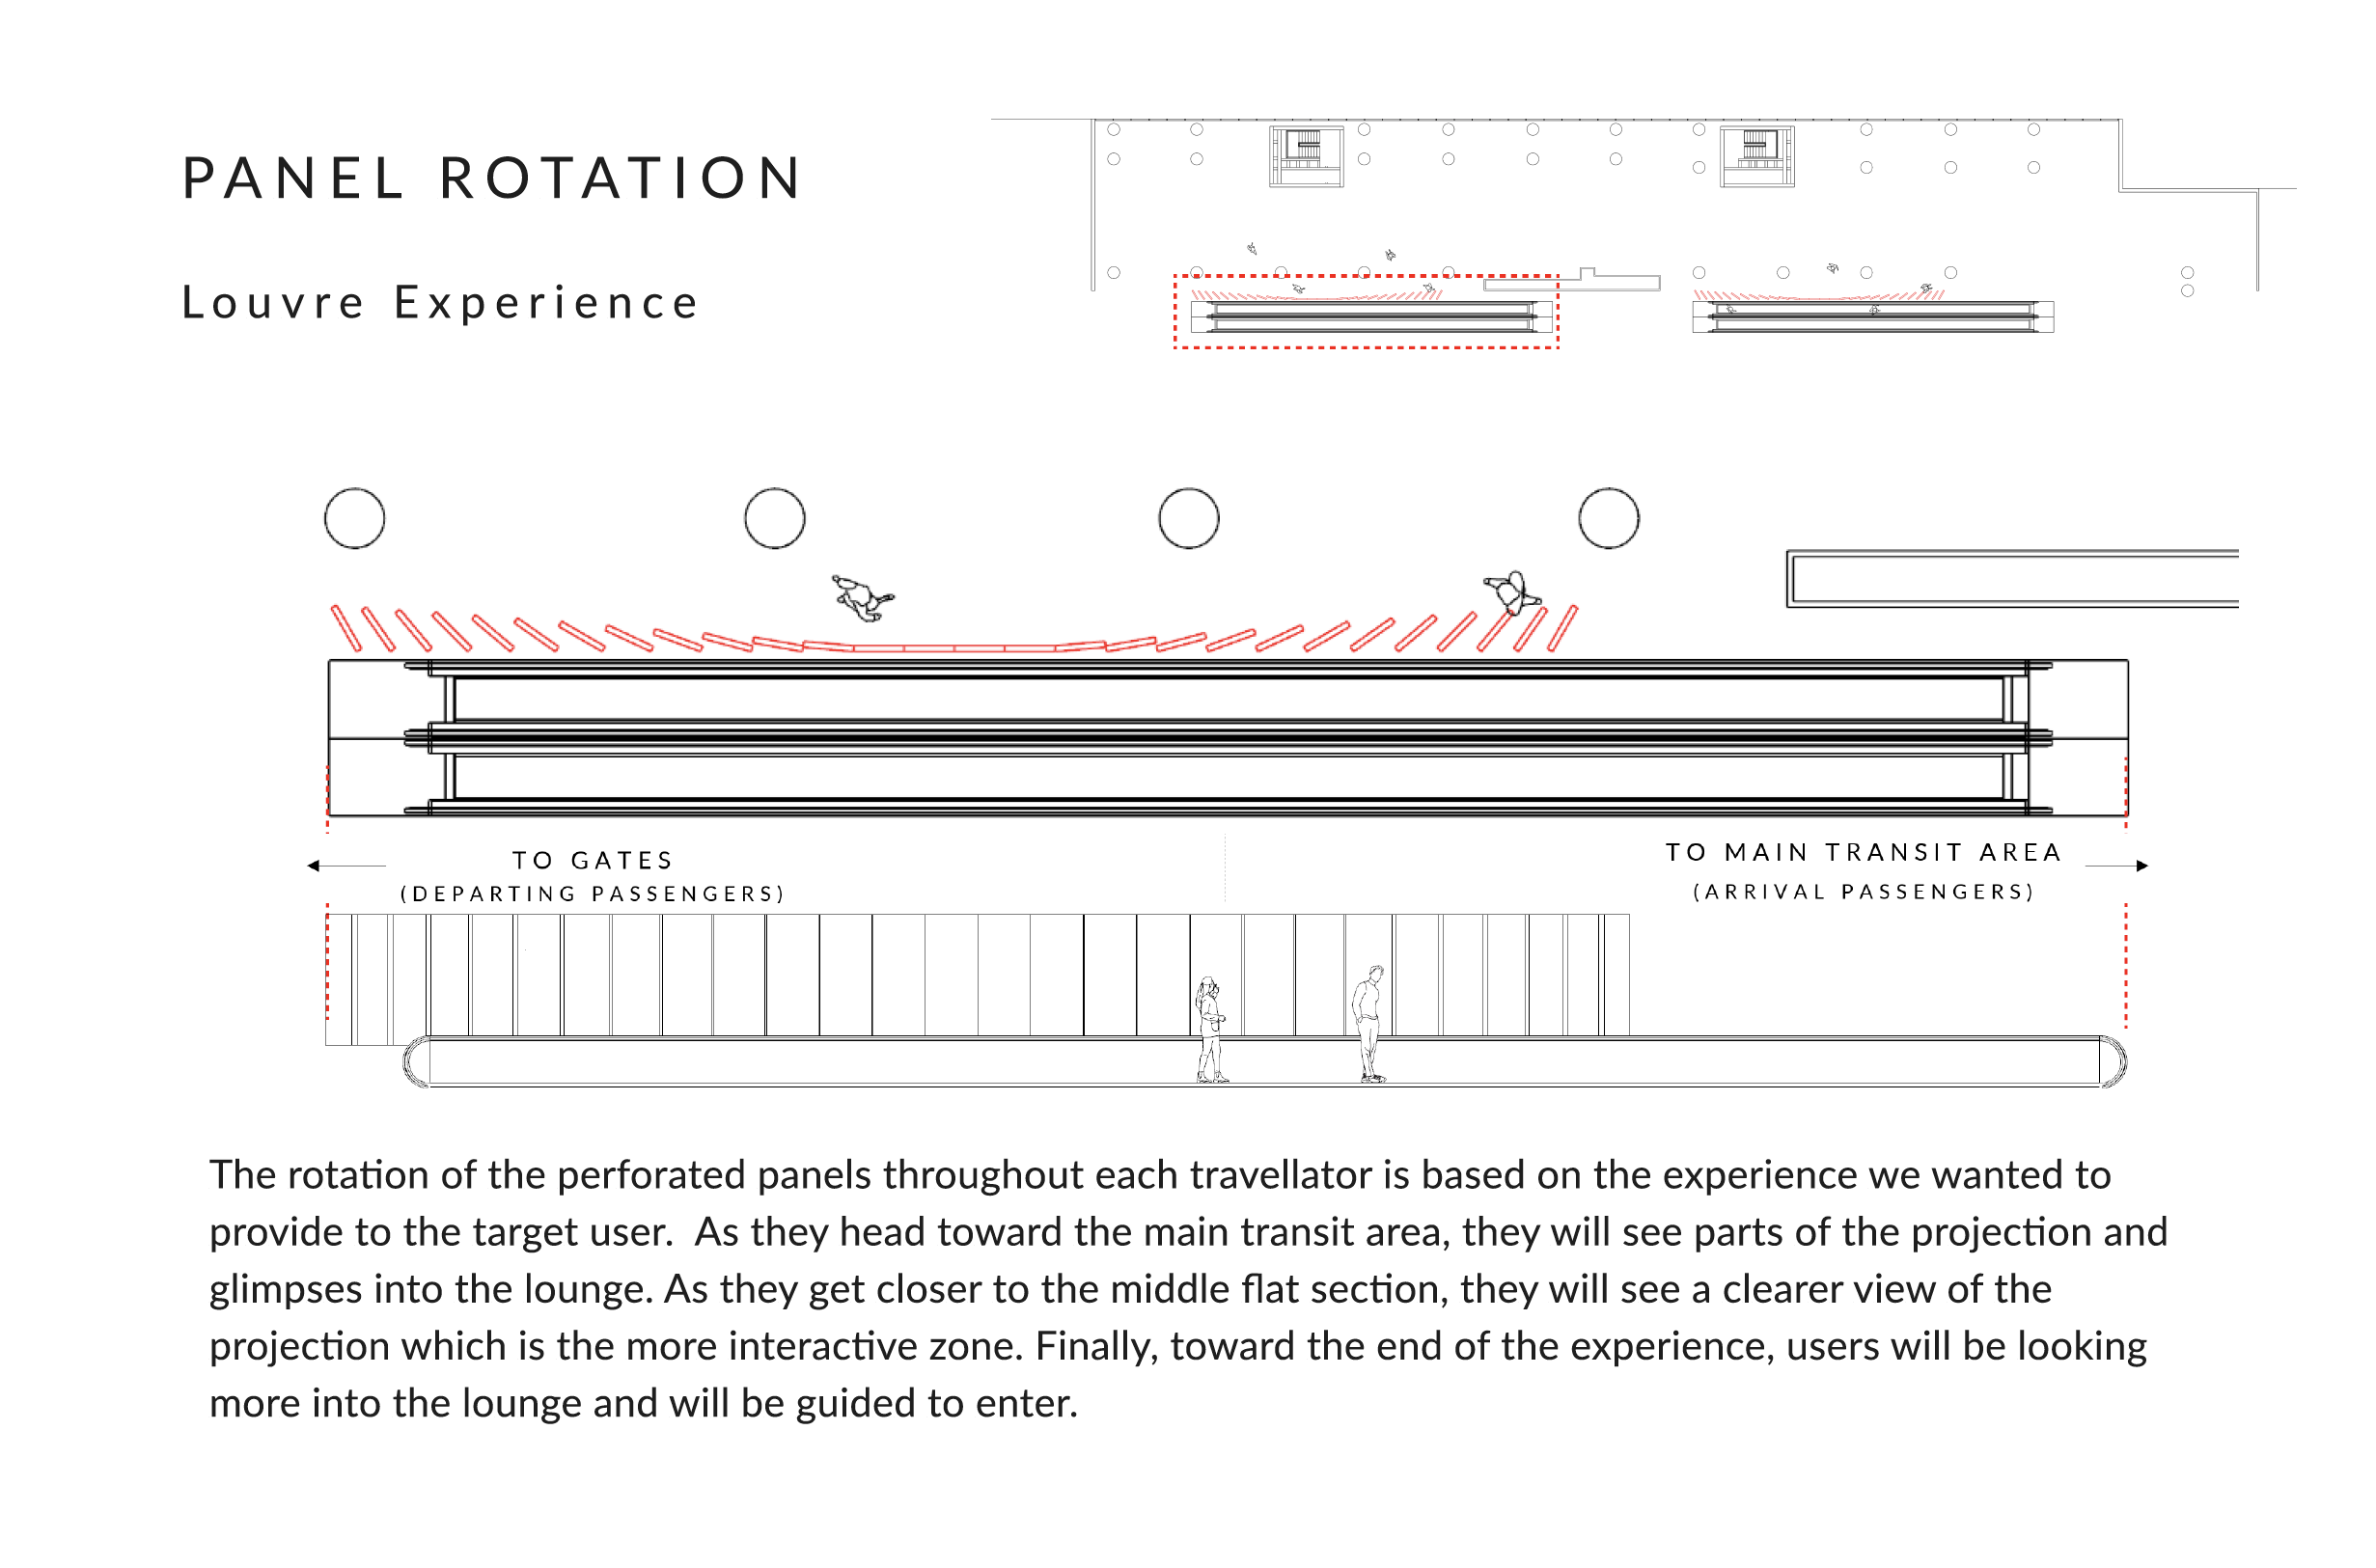 PANEL ROTATION
Louvre Experience
TO GATES
(DEPARTING PASSENGERS)
TO MAIN TRANSIT AREA
(ARRIVAL PASSENGERS)
The rotation of the perforated panels throughout each travellator is based on the experience we wanted to
provide to the target user.  As they head toward the main transit area, they will see parts of the projection and
glimpses into the lounge. As they get closer to the middle flat section, they will see a clearer view of the
projection which is the more interactive zone. Finally, toward the end of the experience, users will be looking
more into the lounge and will be guided to enter.